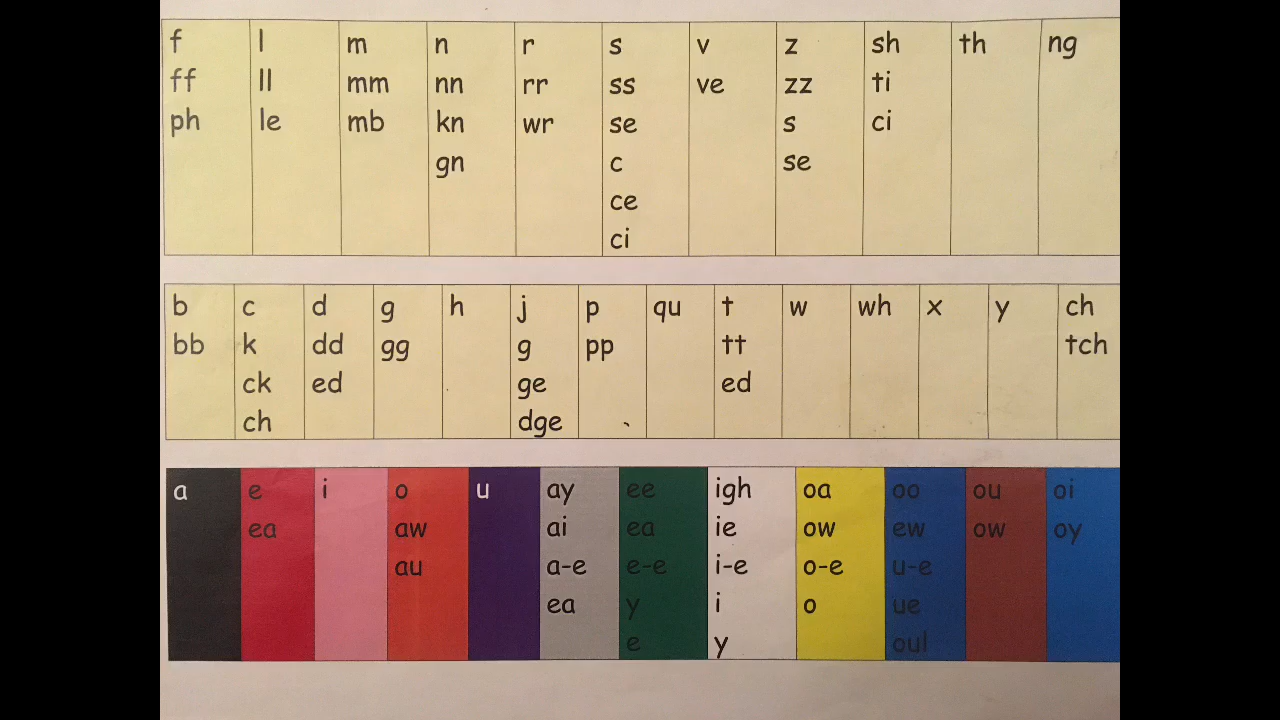 f l m n r s v z sh th ng
ff ll mm nn rr ss ve zz ti
ph le mb kn wr se s ci
gn c se
ce
ci
b c d g h j p qu t w wh x y ch
bb k dd gg g pp tt tch
ck ed ge ed
ch dge
a e i o u ay ee igh oa oo ou oi
ea aw ai ea ie ow ew ow oy
au a-e e-e i-e o-e u-e
ea y i o ue
e y oul